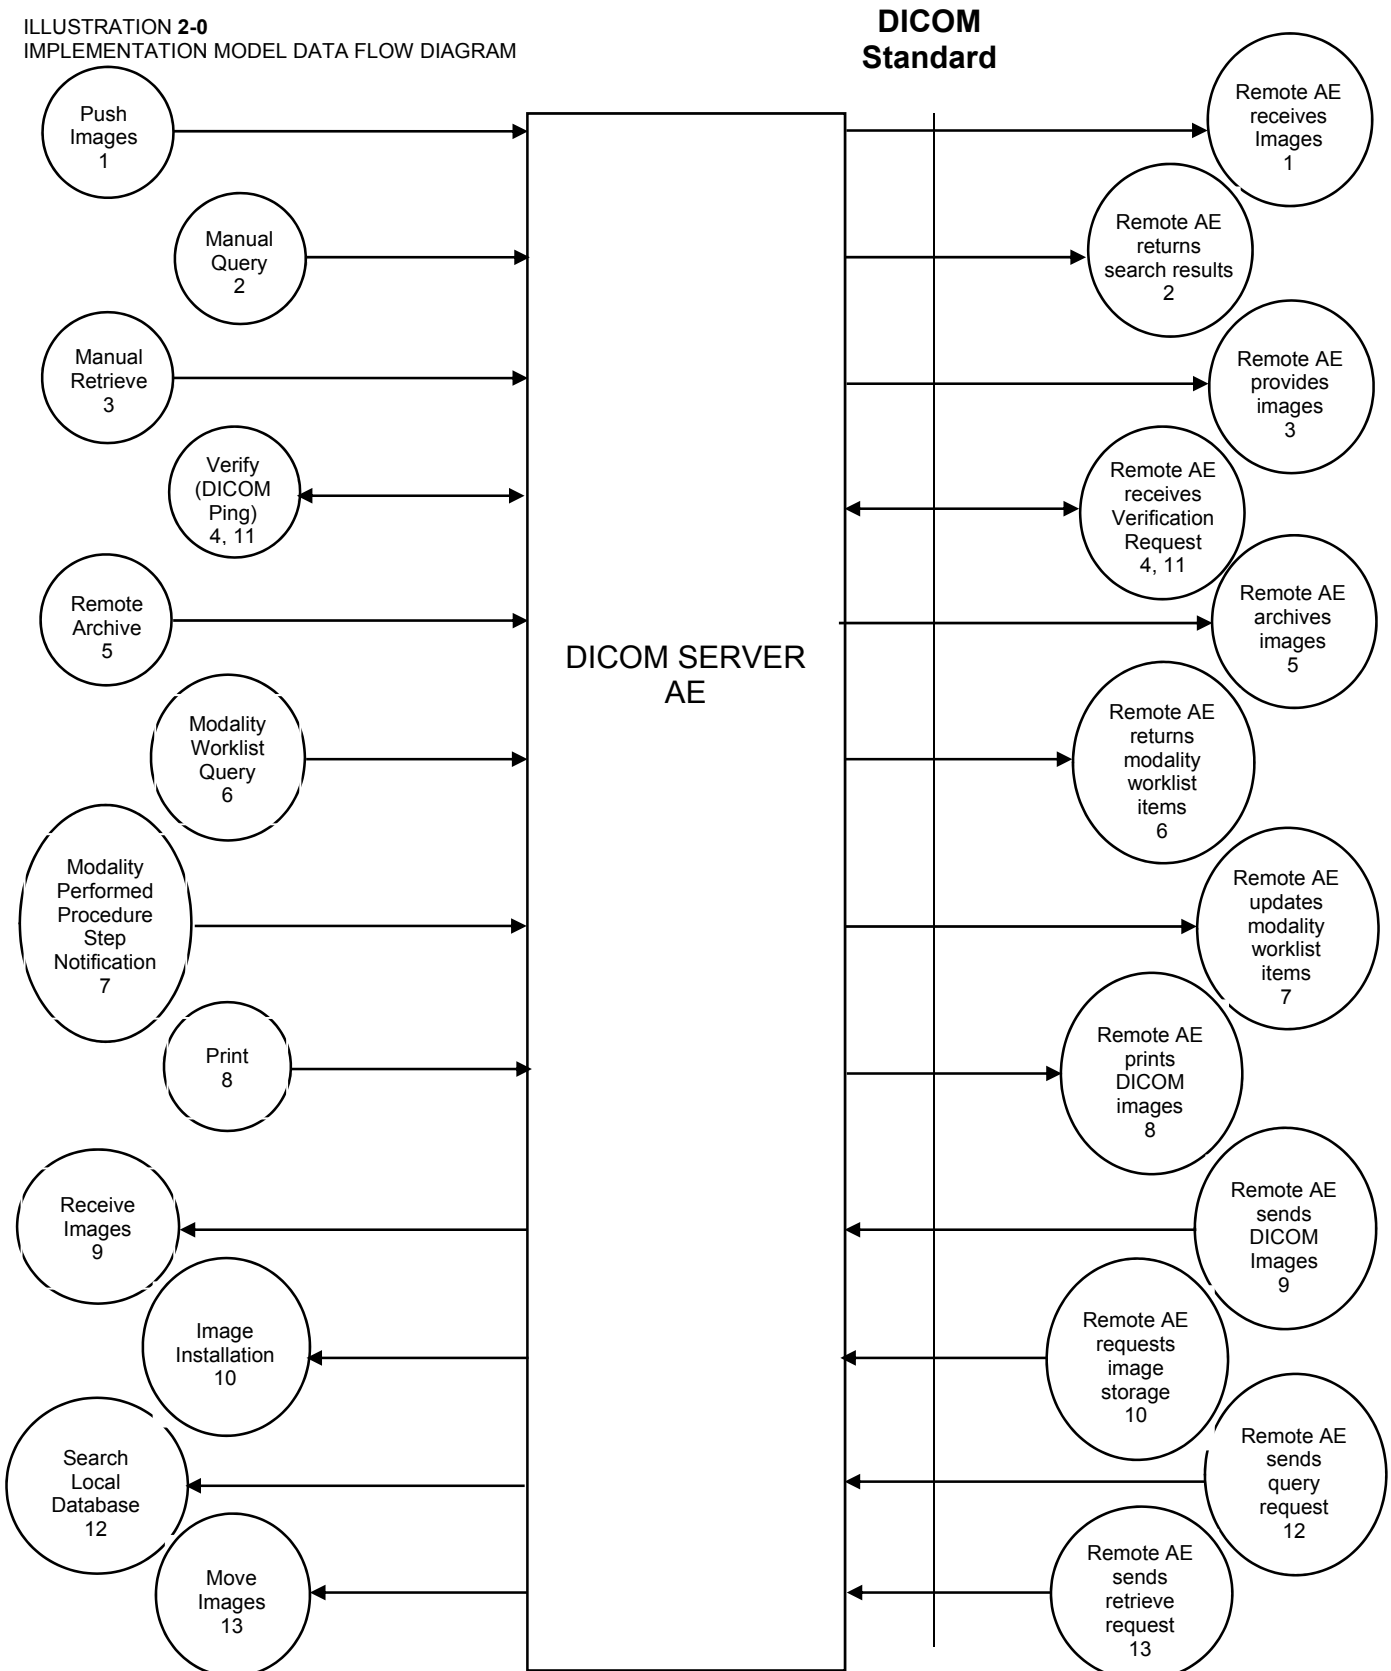 ILLUSTRATION 2-0
IMPLEMENTATION MODEL DATA FLOW DIAGRAM
DICOM
Standard
Push
Images
1
Remote AE
receives
Images
1
Manual
Query
2
Remote AE
returns
search results
2
Manual
Retrieve
3
Remote AE
provides
images
3
Verify
(DICOM
Ping)
4, 11
Remote AE
receives
Verification
Request
4, 11
Remote
Archive
5
Remote AE
archives
images
5
DICOM SERVER
AE
Modality
Worklist
Query
6
Remote AE
returns
modality
worklist
items
6
Modality
Performed
Procedure
Step
Notification
7
Remote AE
updates
modality
worklist
items
7
Print
8
Remote AE
prints
DICOM
images
8
Receive
Images
9
Remote AE
sends
DICOM
Images
9
Image
Installation
10
Remote AE
requests
image
storage
10
Search
Local
Database
12
Remote AE
sends
query
request
12
Move
Images
13
Remote AE
sends
retrieve
request
13